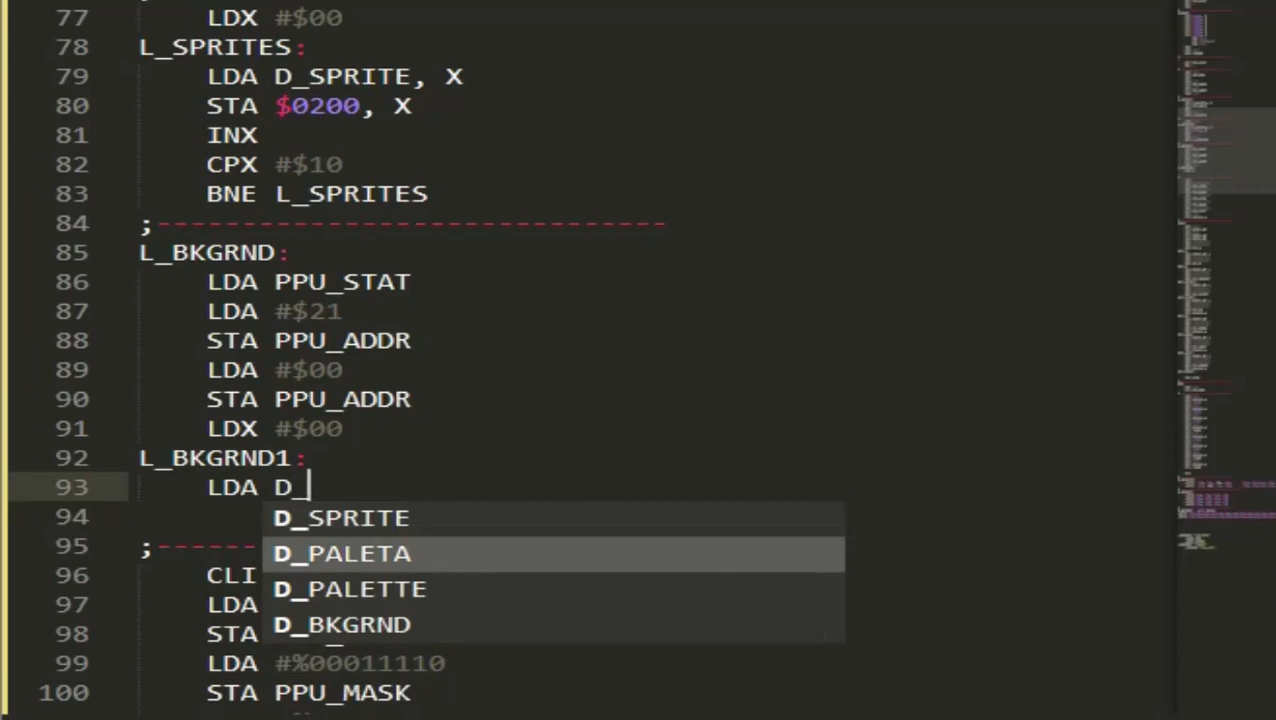 77 LDX #$00
78 L_SPRITES:
79 LDA D_SPRITE, X
80 STA $0200, X
81 INX
82 CPX #$10
83 BNE L_SPRITES
84 ;------------------------------
85 L_BKGRND:
86 LDA PPU_STAT
87 LDA #$21
88 STA PPU_ADDR
89 LDA #$00
90 STA PPU_ADDR
91 LDX #$00
92 L_BKGRND1:
93 LDA D_
94 D_SPRITE
95 ;------ D_PALETA
96 CLI D_PALETTE
97 LDA D_BKGRND
98 STA
99 LDA #%00011110
100 STA PPU_MASK